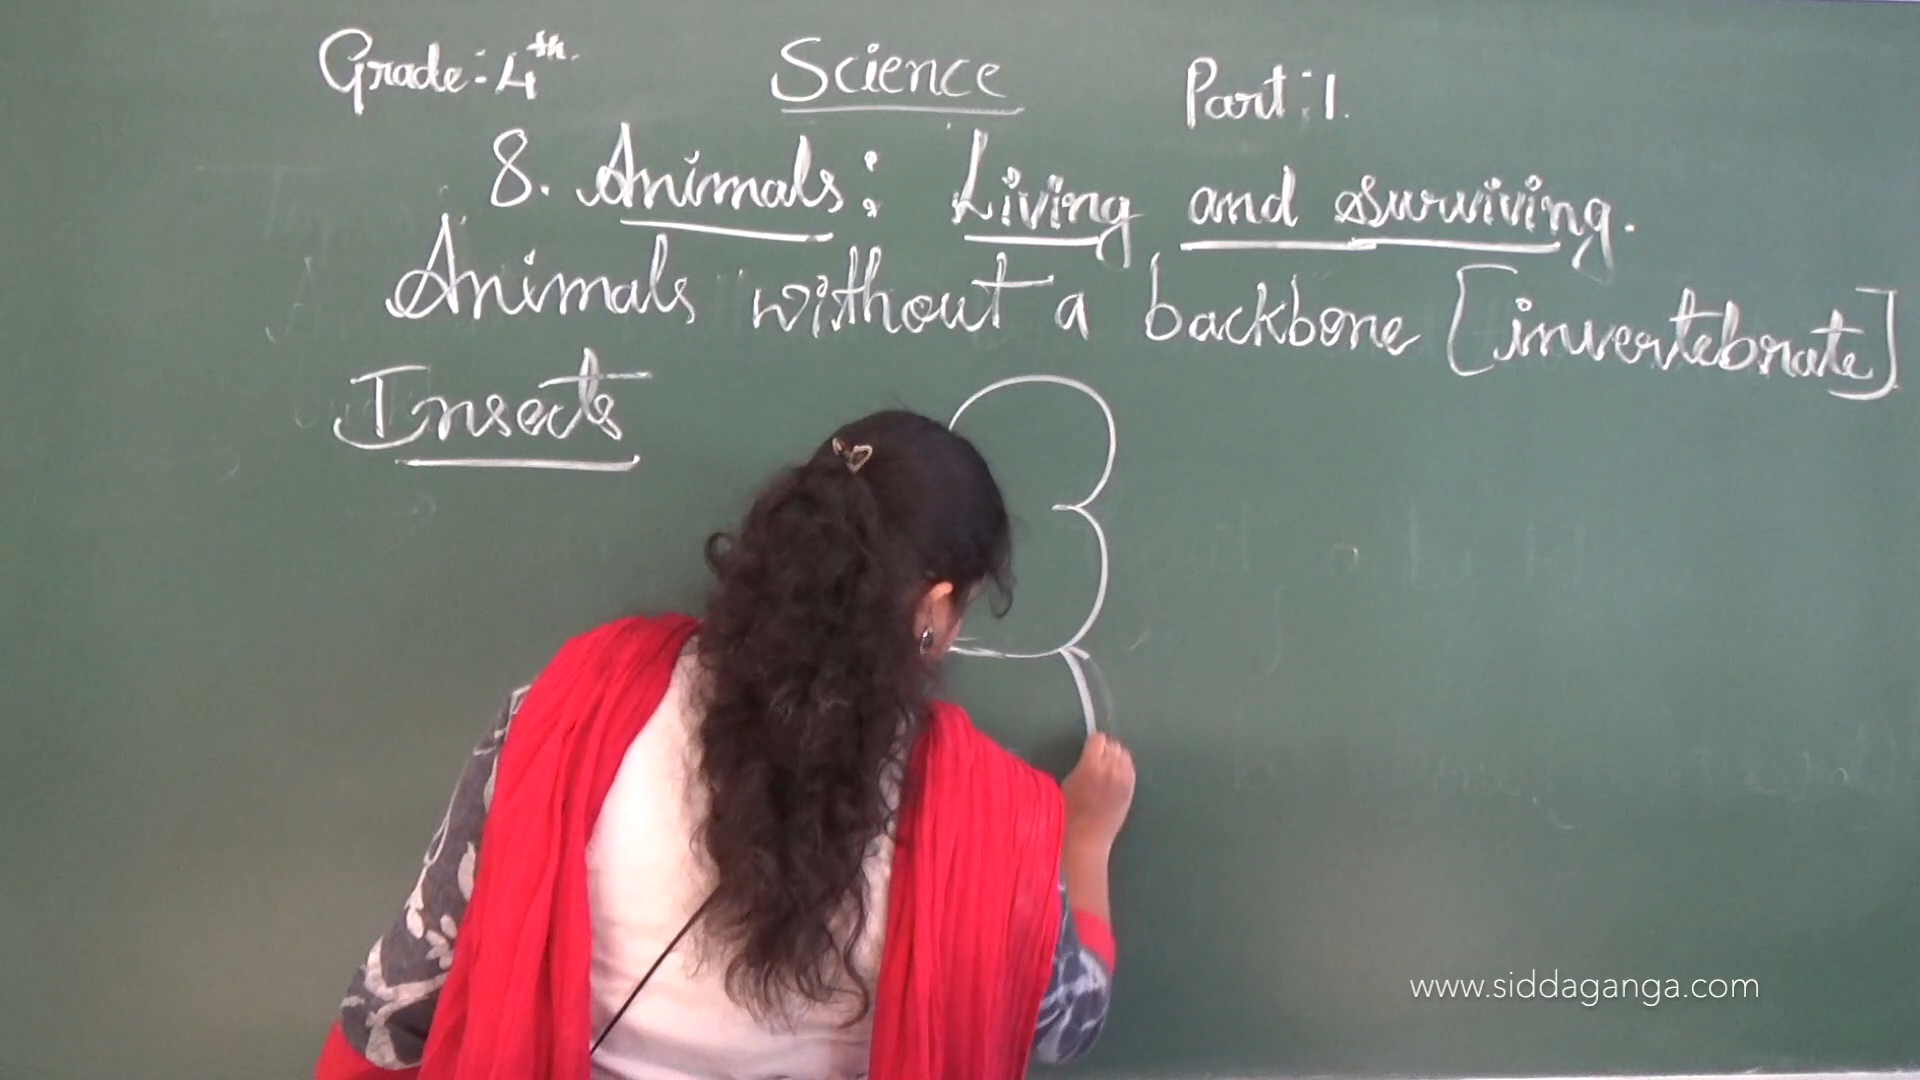 Grade:- 4th.
Science
Part:1.
8. Animals: Living and surviving.
Animals without a backbone [invertebrate]
Insects
www.siddaganga.com